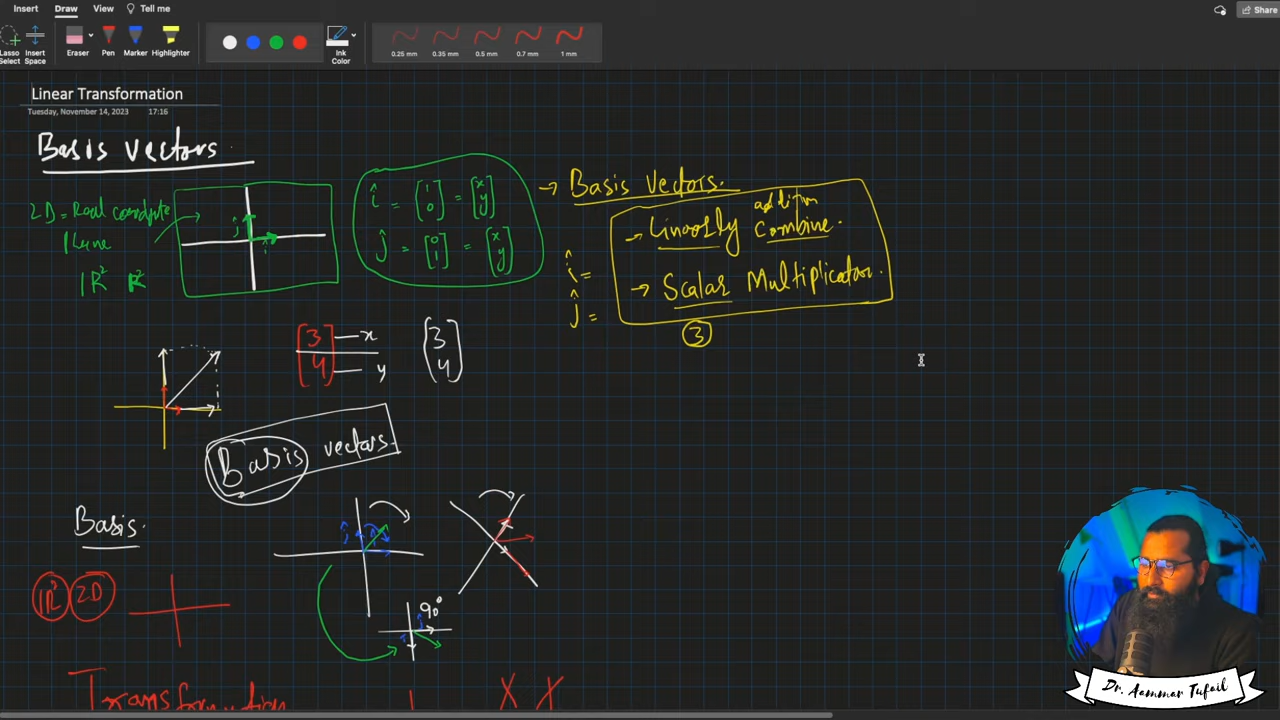 Insert Draw View Tell me
Share
Lasso Select
Insert Space
Eraser
Pen
Marker
Highlighter
Ink Color
0.25 mm 0.35 mm 0.5 mm 0.7 mm 1 mm
Linear Transformation
Tuesday, November 14, 2023 17:16
Basis vectors.
2D = Real coordinate
Plane
ℝ² ℝ²
ĵ
î
î = [1 0] = [x y]
ĵ = [0 1] = [x y]
→ Basis Vectors.
addition
→ Linearly Combine.
→ Scalar Multiplication.
î =
ĵ =
3
[3 4] — x — y
[3 4]
Basis vectors.
Basis.
ℝ² 2D
ĵ
90°
Transformation
Dr. Aammar Tufail